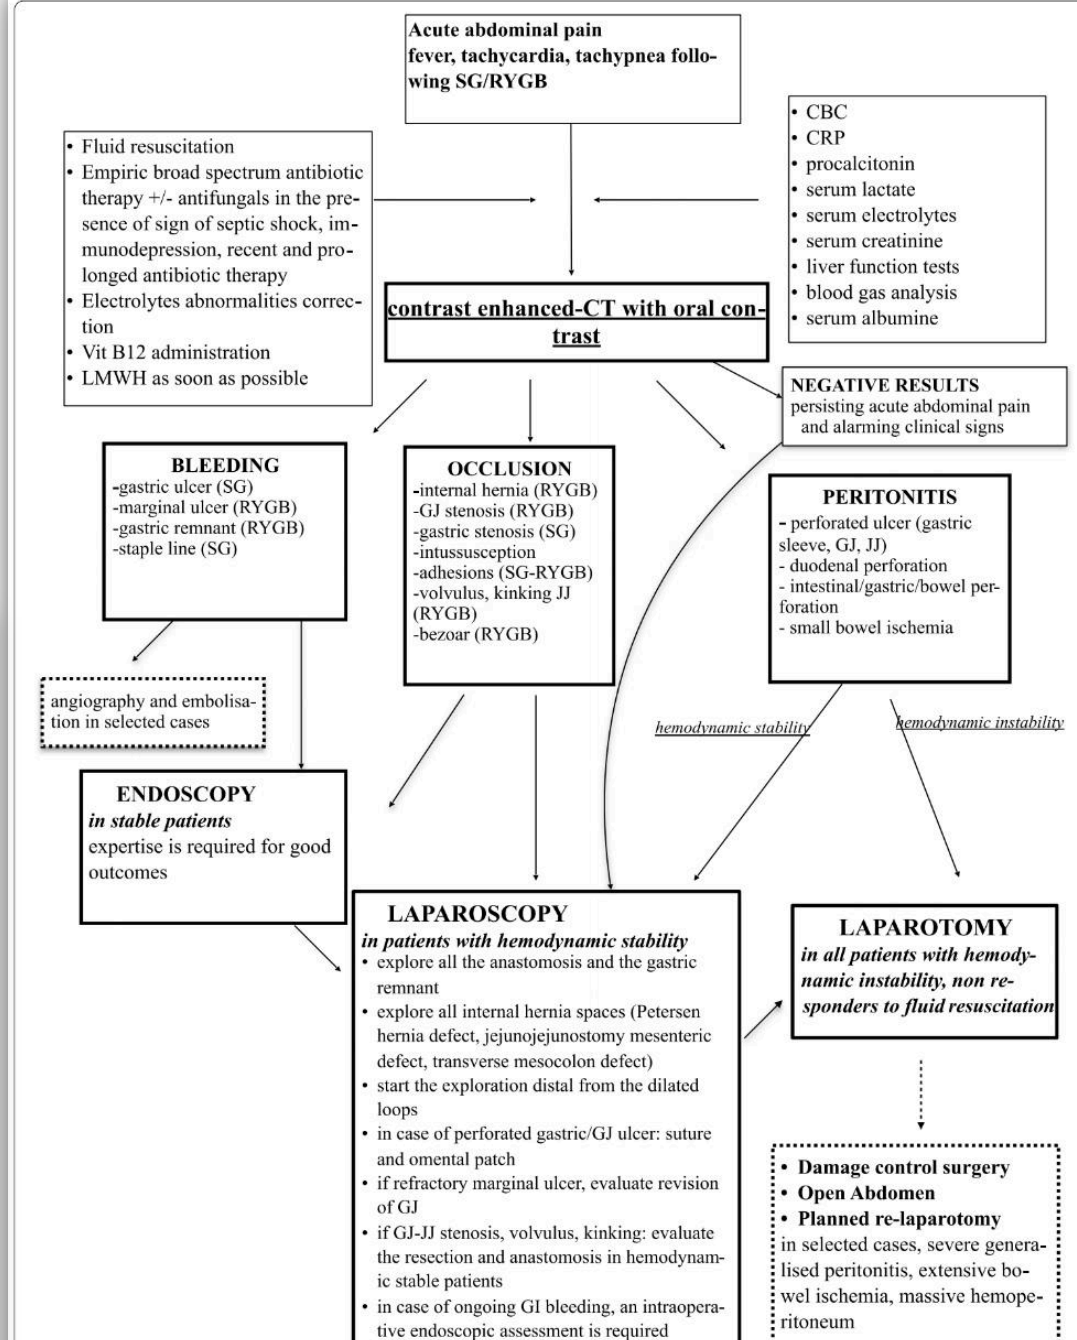 Acute abdominal pain
fever, tachycardia, tachypnea follo-
wing SG/RYGB
• Fluid resuscitation
• Empiric broad spectrum antibiotic
therapy +/- antifungals in the pre-
sence of sign of septic shock, im-
munodepression, recent and pro-
longed antibiotic therapy
• Electrolytes abnormalities correc-
tion
• Vit B12 administration
• LMWH as soon as possible
• CBC
• CRP
• procalcitonin
• serum lactate
• serum electrolytes
• serum creatinine
• liver function tests
• blood gas analysis
• serum albumine
contrast enhanced-CT with oral con-
trast
NEGATIVE RESULTS
persisting acute abdominal pain
and alarming clinical signs
BLEEDING
-gastric ulcer (SG)
-marginal ulcer (RYGB)
-gastric remnant (RYGB)
-staple line (SG)
OCCLUSION
-internal hernia (RYGB)
-GJ stenosis (RYGB)
-gastric stenosis (SG)
-intussusception
-adhesions (SG-RYGB)
-volvulus, kinking JJ
(RYGB)
-bezoar (RYGB)
PERITONITIS
- perforated ulcer (gastric
sleeve, GJ, JJ)
- duodenal perforation
- intestinal/gastric/bowel per-
foration
- small bowel ischemia
angiography and embolisa-
tion in selected cases
hemodynamic stability
hemodynamic instability
ENDOSCOPY
in stable patients
expertise is required for good
outcomes
LAPAROSCOPY
in patients with hemodynamic stability
• explore all the anastomosis and the gastric
remnant
• explore all internal hernia spaces (Petersen
hernia defect, jejunojejunostomy mesenteric
defect, transverse mesocolon defect)
• start the exploration distal from the dilated
loops
• in case of perforated gastric/GJ ulcer: suture
and omental patch
• if refractory marginal ulcer, evaluate revision
of GJ
• if GJ-JJ stenosis, volvulus, kinking: evaluate
the resection and anastomosis in hemodynam-
ic stable patients
• in case of ongoing GI bleeding, an intraopera-
tive endoscopic assessment is required
LAPAROTOMY
in all patients with hemody-
namic instability, non re-
sponders to fluid resuscitation
• Damage control surgery
• Open Abdomen
• Planned re-laparotomy
in selected cases, severe genera-
lised peritonitis, extensive bo-
wel ischemia, massive hemope-
ritoneum